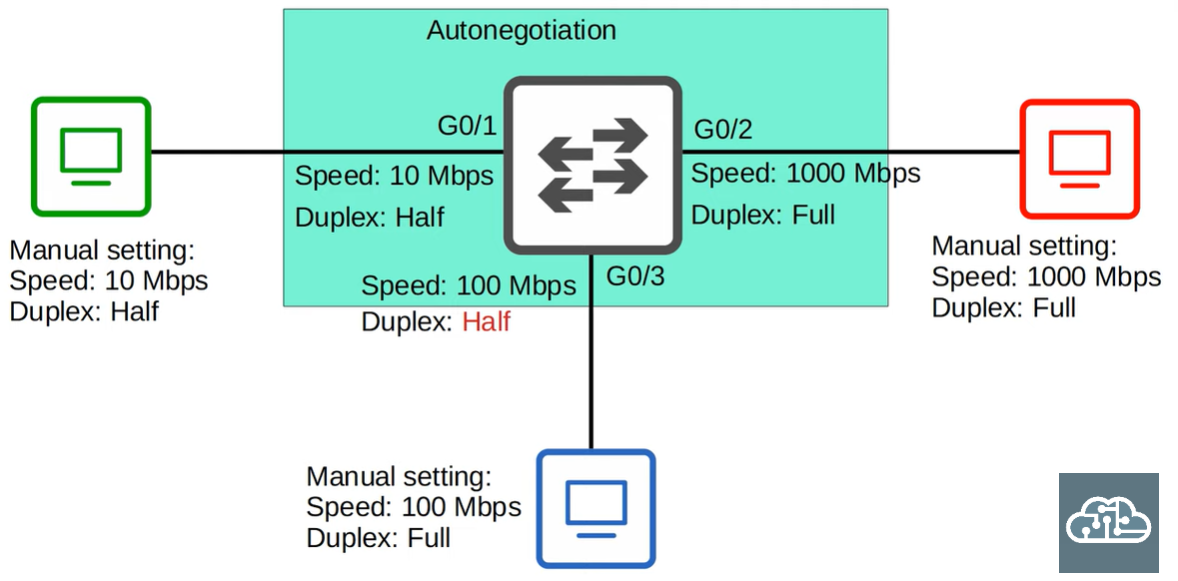 Autonegotiation
G0/1
G0/2
Speed: 10 Mbps
Duplex: Half
Speed: 1000 Mbps
Duplex: Full
Manual setting:
Speed: 10 Mbps
Duplex: Half
Manual setting:
Speed: 1000 Mbps
Duplex: Full
G0/3
Speed: 100 Mbps
Duplex: Half
Manual setting:
Speed: 100 Mbps
Duplex: Full